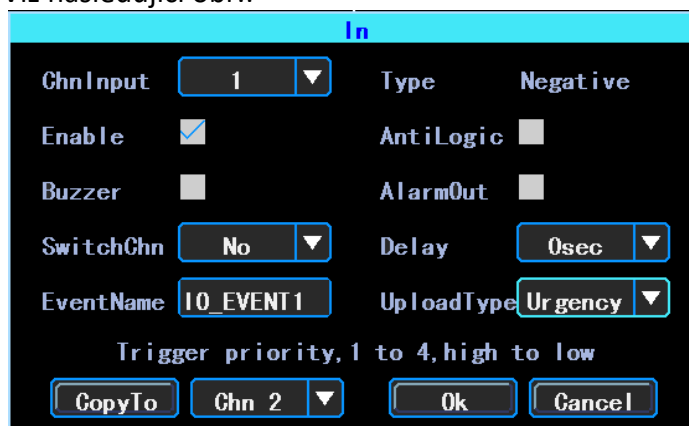 In
ChnInput 1 Type Negative
Enable AntiLogic
Buzzer AlarmOut
SwitchChn No Delay 0sec
EventName IO_EVENT1 UploadType Urgency
Trigger priority,1 to 4,high to low
CopyTo Chn 2 Ok Cancel